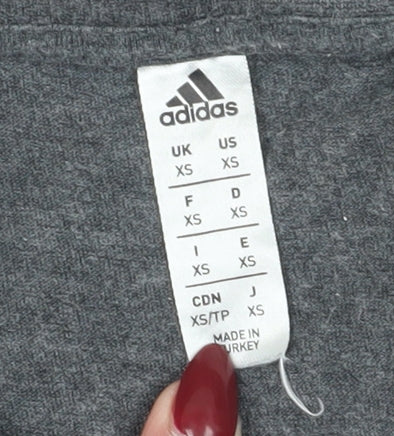 adidas
UK US
XS XS
F D
XS XS
I E
XS XS
CDN J
XS/TP XS
MADE IN
TURKEY